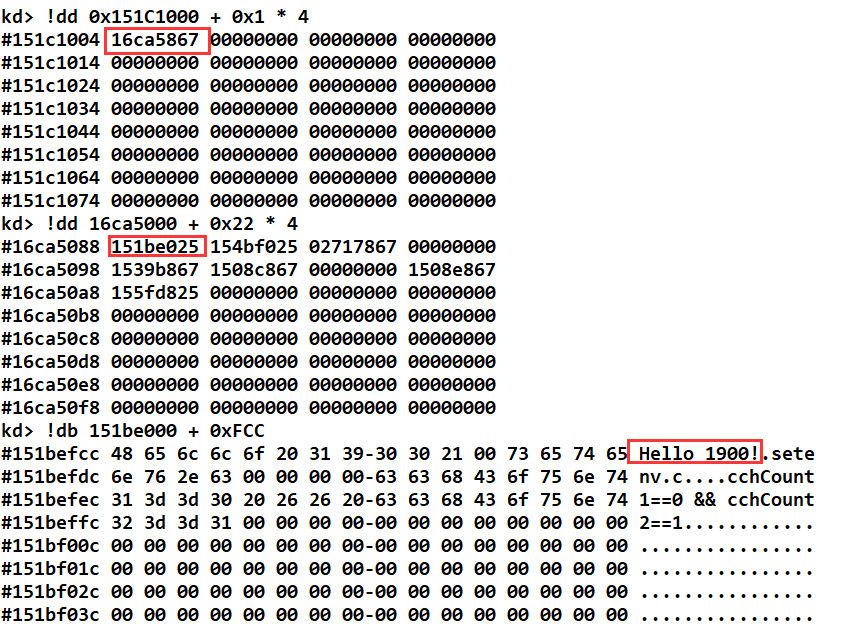 kd> !dd 0x151C1000 + 0x1 * 4
#151c1004 16ca5867 00000000 00000000 00000000
#151c1014 00000000 00000000 00000000 00000000
#151c1024 00000000 00000000 00000000 00000000
#151c1034 00000000 00000000 00000000 00000000
#151c1044 00000000 00000000 00000000 00000000
#151c1054 00000000 00000000 00000000 00000000
#151c1064 00000000 00000000 00000000 00000000
#151c1074 00000000 00000000 00000000 00000000
kd> !dd 16ca5000 + 0x22 * 4
#16ca5088 151be025 154bf025 02717867 00000000
#16ca5098 1539b867 1508c867 00000000 1508e867
#16ca50a8 155fd825 00000000 00000000 00000000
#16ca50b8 00000000 00000000 00000000 00000000
#16ca50c8 00000000 00000000 00000000 00000000
#16ca50d8 00000000 00000000 00000000 00000000
#16ca50e8 00000000 00000000 00000000 00000000
#16ca50f8 00000000 00000000 00000000 00000000
kd> !db 151be000 + 0xFCC
#151befcc 48 65 6c 6c 6f 20 31 39-30 30 21 00 73 65 74 65 Hello 1900!.sete
#151befdc 6e 76 2e 63 00 00 00 00-63 63 68 43 6f 75 6e 74 nv.c....cchCount
#151befec 31 3d 3d 30 20 26 26 20-63 63 68 43 6f 75 6e 74 1==0 && cchCount
#151beffc 32 3d 3d 31 00 00 00 00-00 00 00 00 00 00 00 00 2==1............
#151bf00c 00 00 00 00 00 00 00 00-00 00 00 00 00 00 00 00 ................
#151bf01c 00 00 00 00 00 00 00 00-00 00 00 00 00 00 00 00 ................
#151bf02c 00 00 00 00 00 00 00 00-00 00 00 00 00 00 00 00 ................
#151bf03c 00 00 00 00 00 00 00 00-00 00 00 00 00 00 00 00 ................